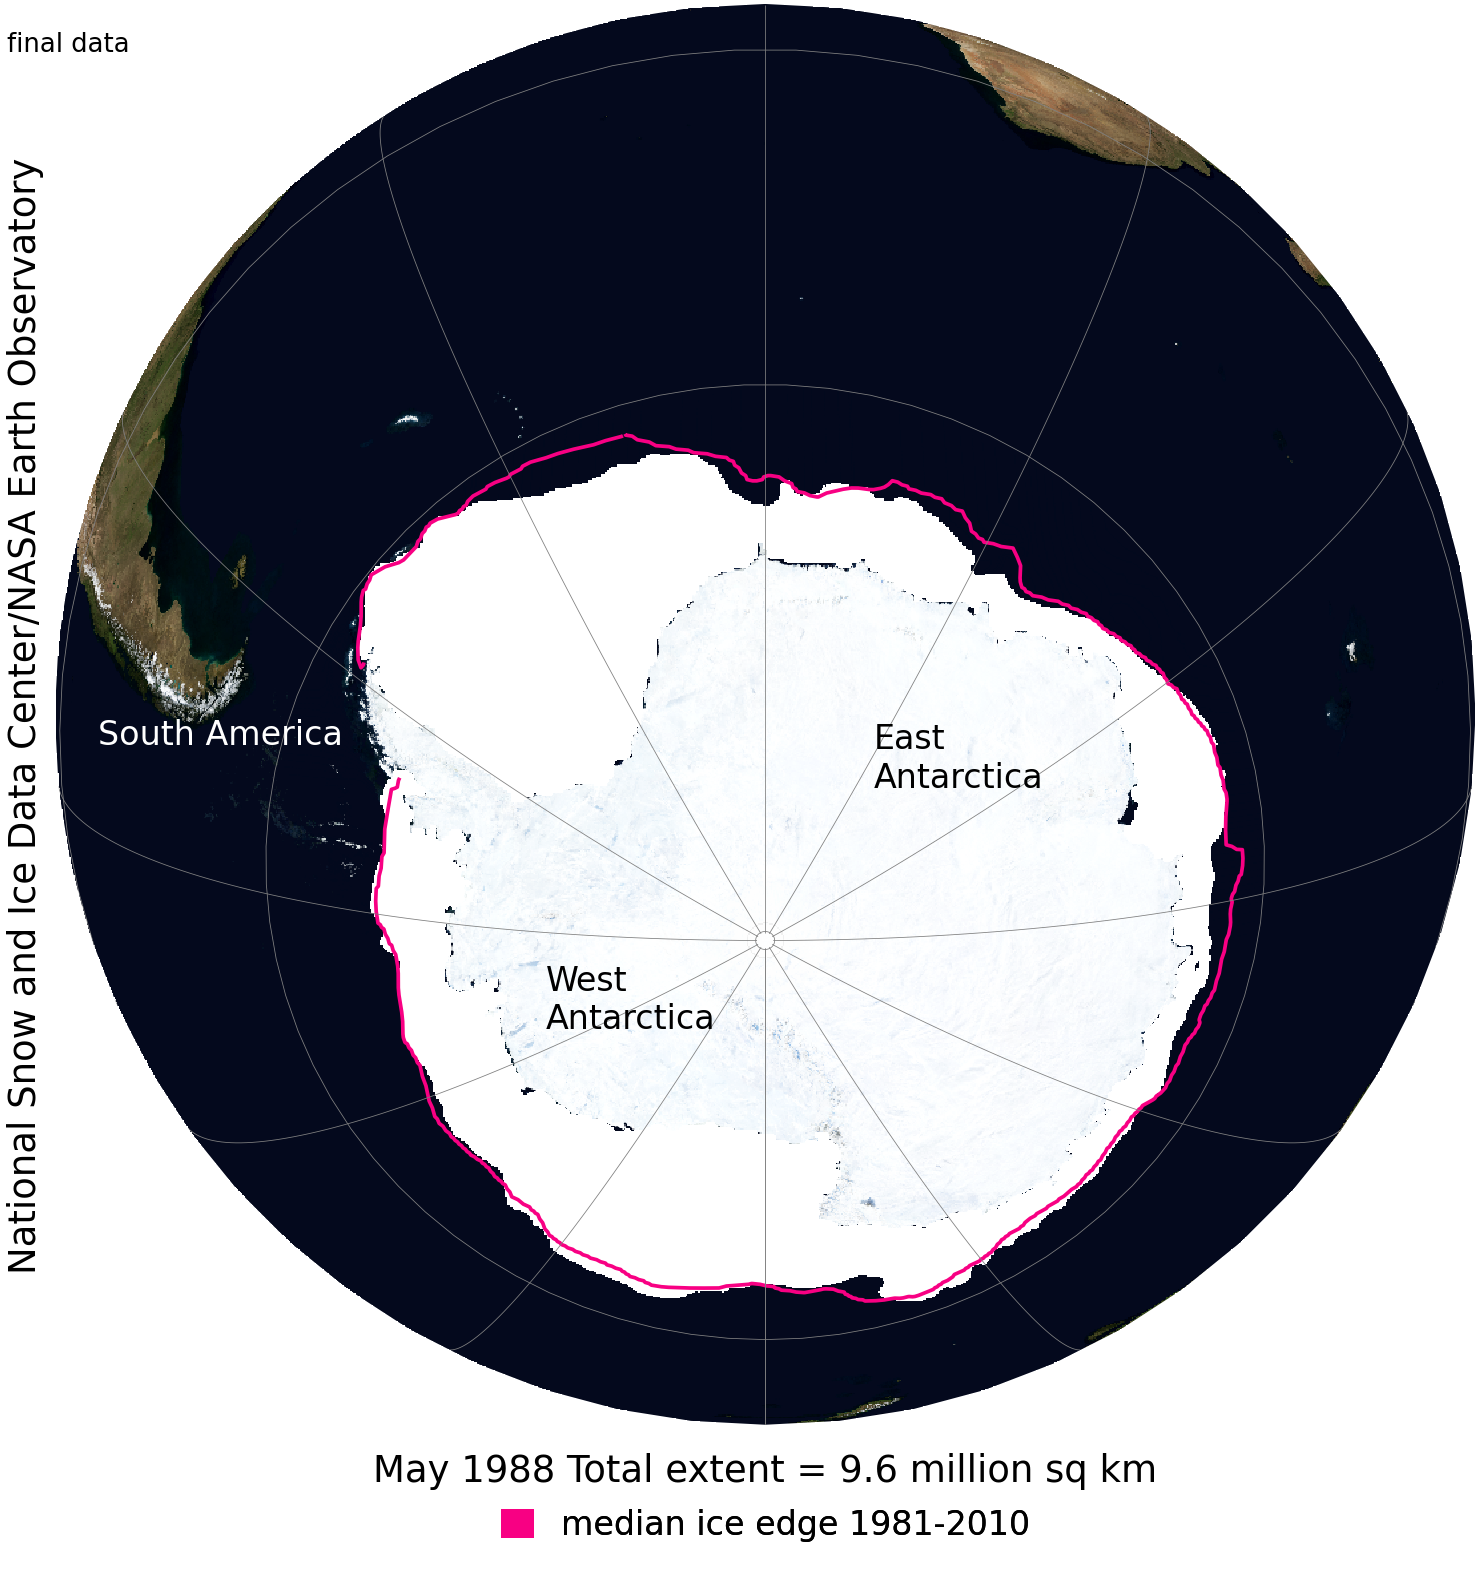 final data
National Snow and Ice Data Center/NASA Earth Observatory
South America
East
Antarctica
West
Antarctica
May 1988 Total extent = 9.6 million sq km
median ice edge 1981-2010